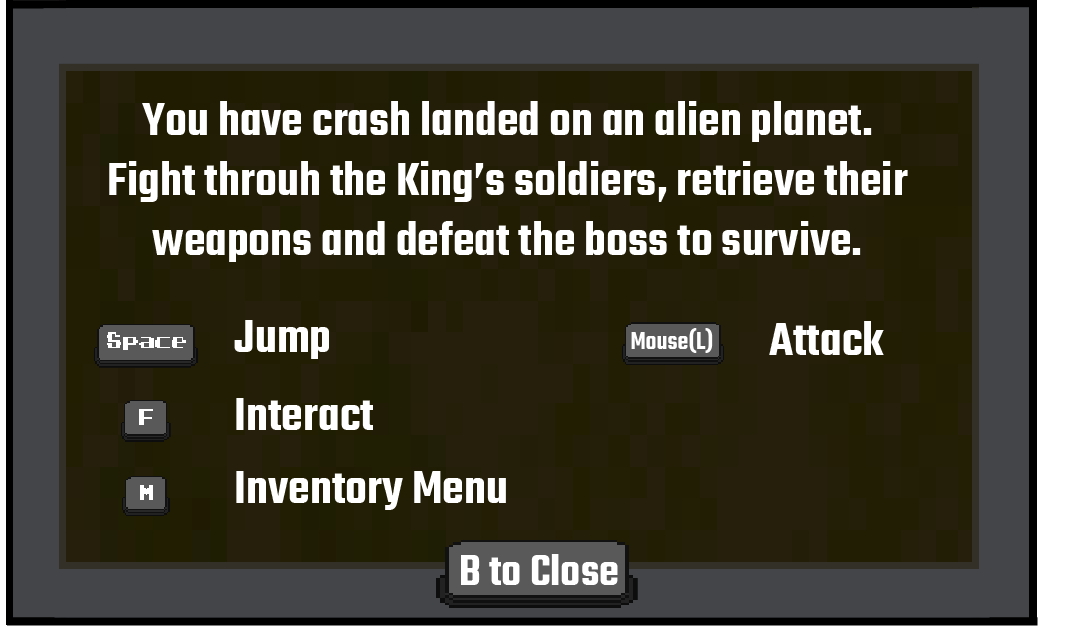 You have crash landed on an alien planet.
Fight throuh the King's soldiers, retrieve their
weapons and defeat the boss to survive.
Space Jump Mouse(L) Attack
F Interact
M Inventory Menu
B to Close